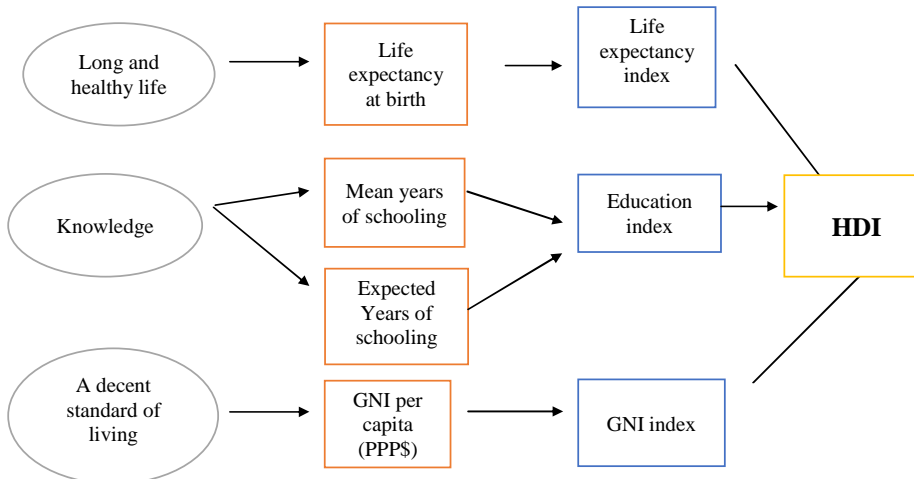 Long and
healthy life
Life
expectancy
at birth
Life
expectancy
index
Knowledge
Mean years
of schooling
Expected
Years of
schooling
Education
index
HDI
A decent
standard of
living
GNI per
capita
(PPP$)
GNI index